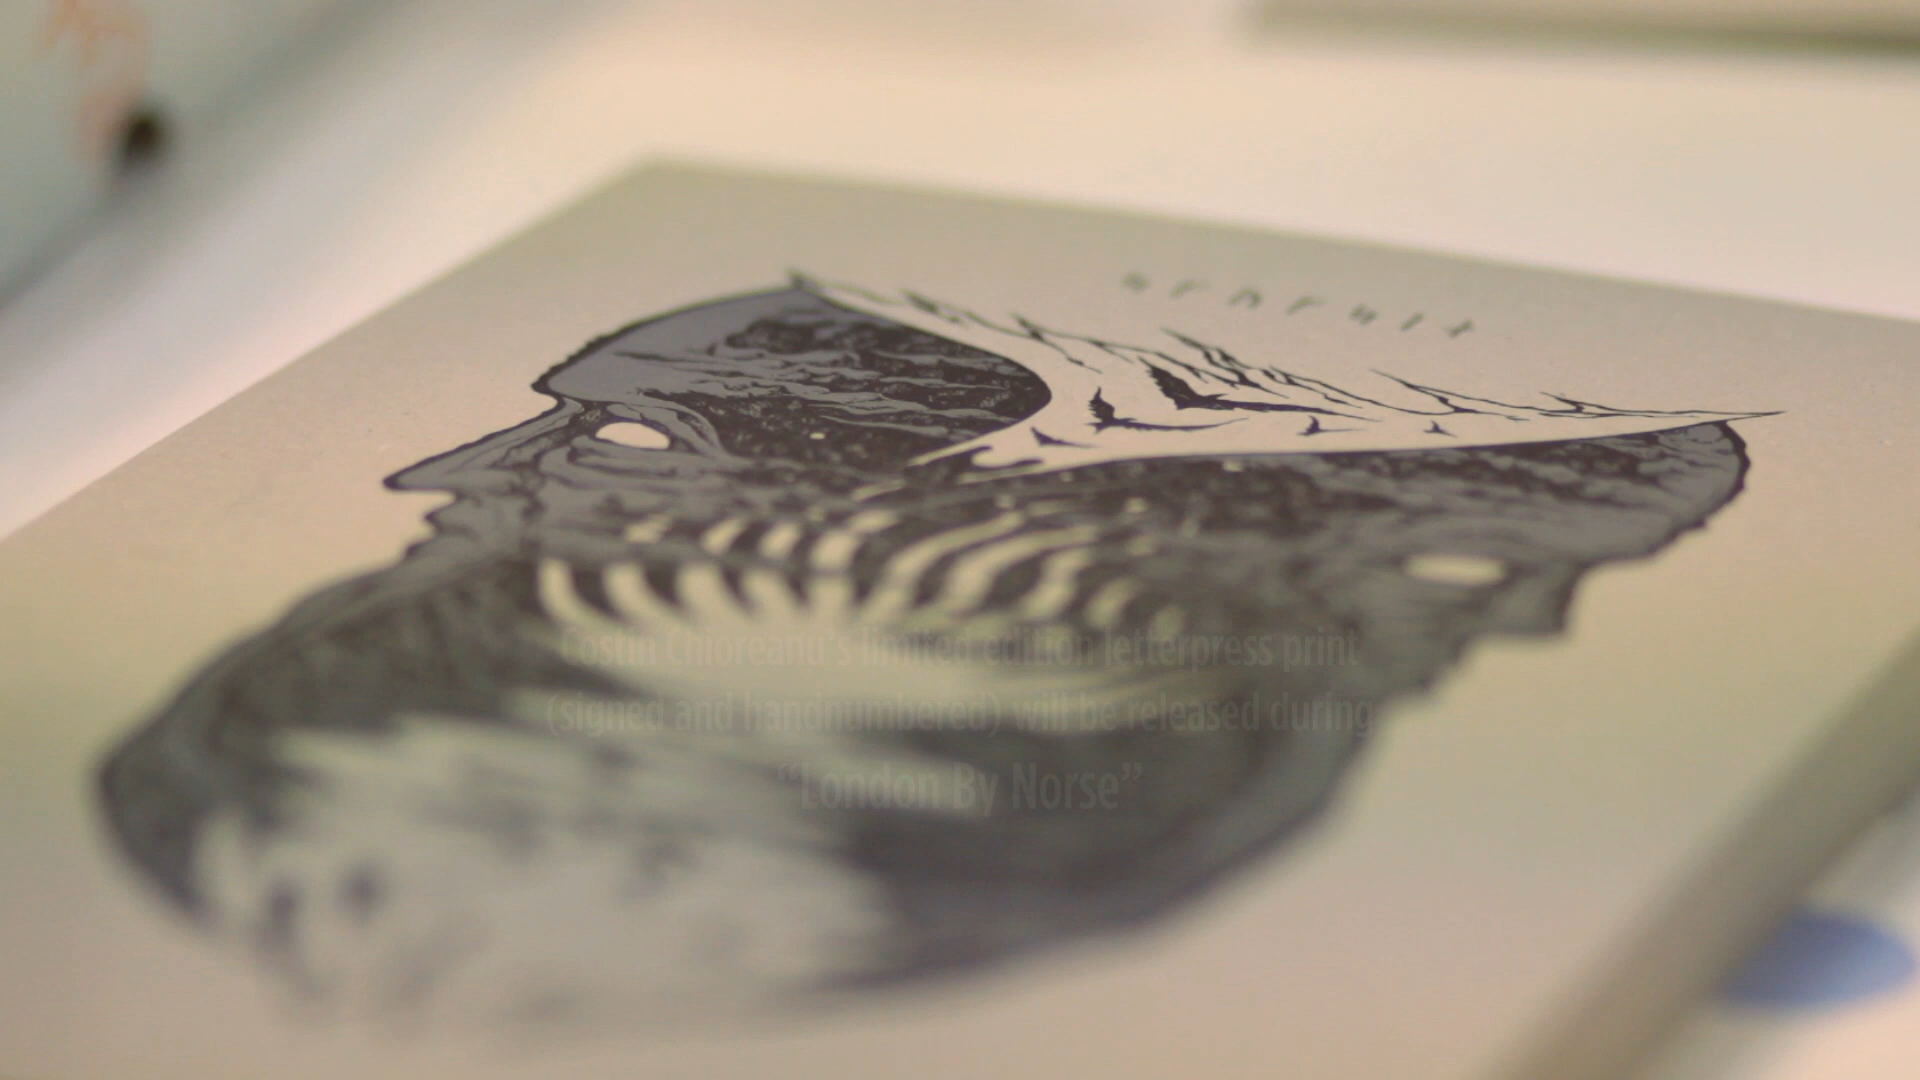 Costin Chioreanu's limited edition letterpress print
(signed and handnumbered) will be released during
“London By Norse”